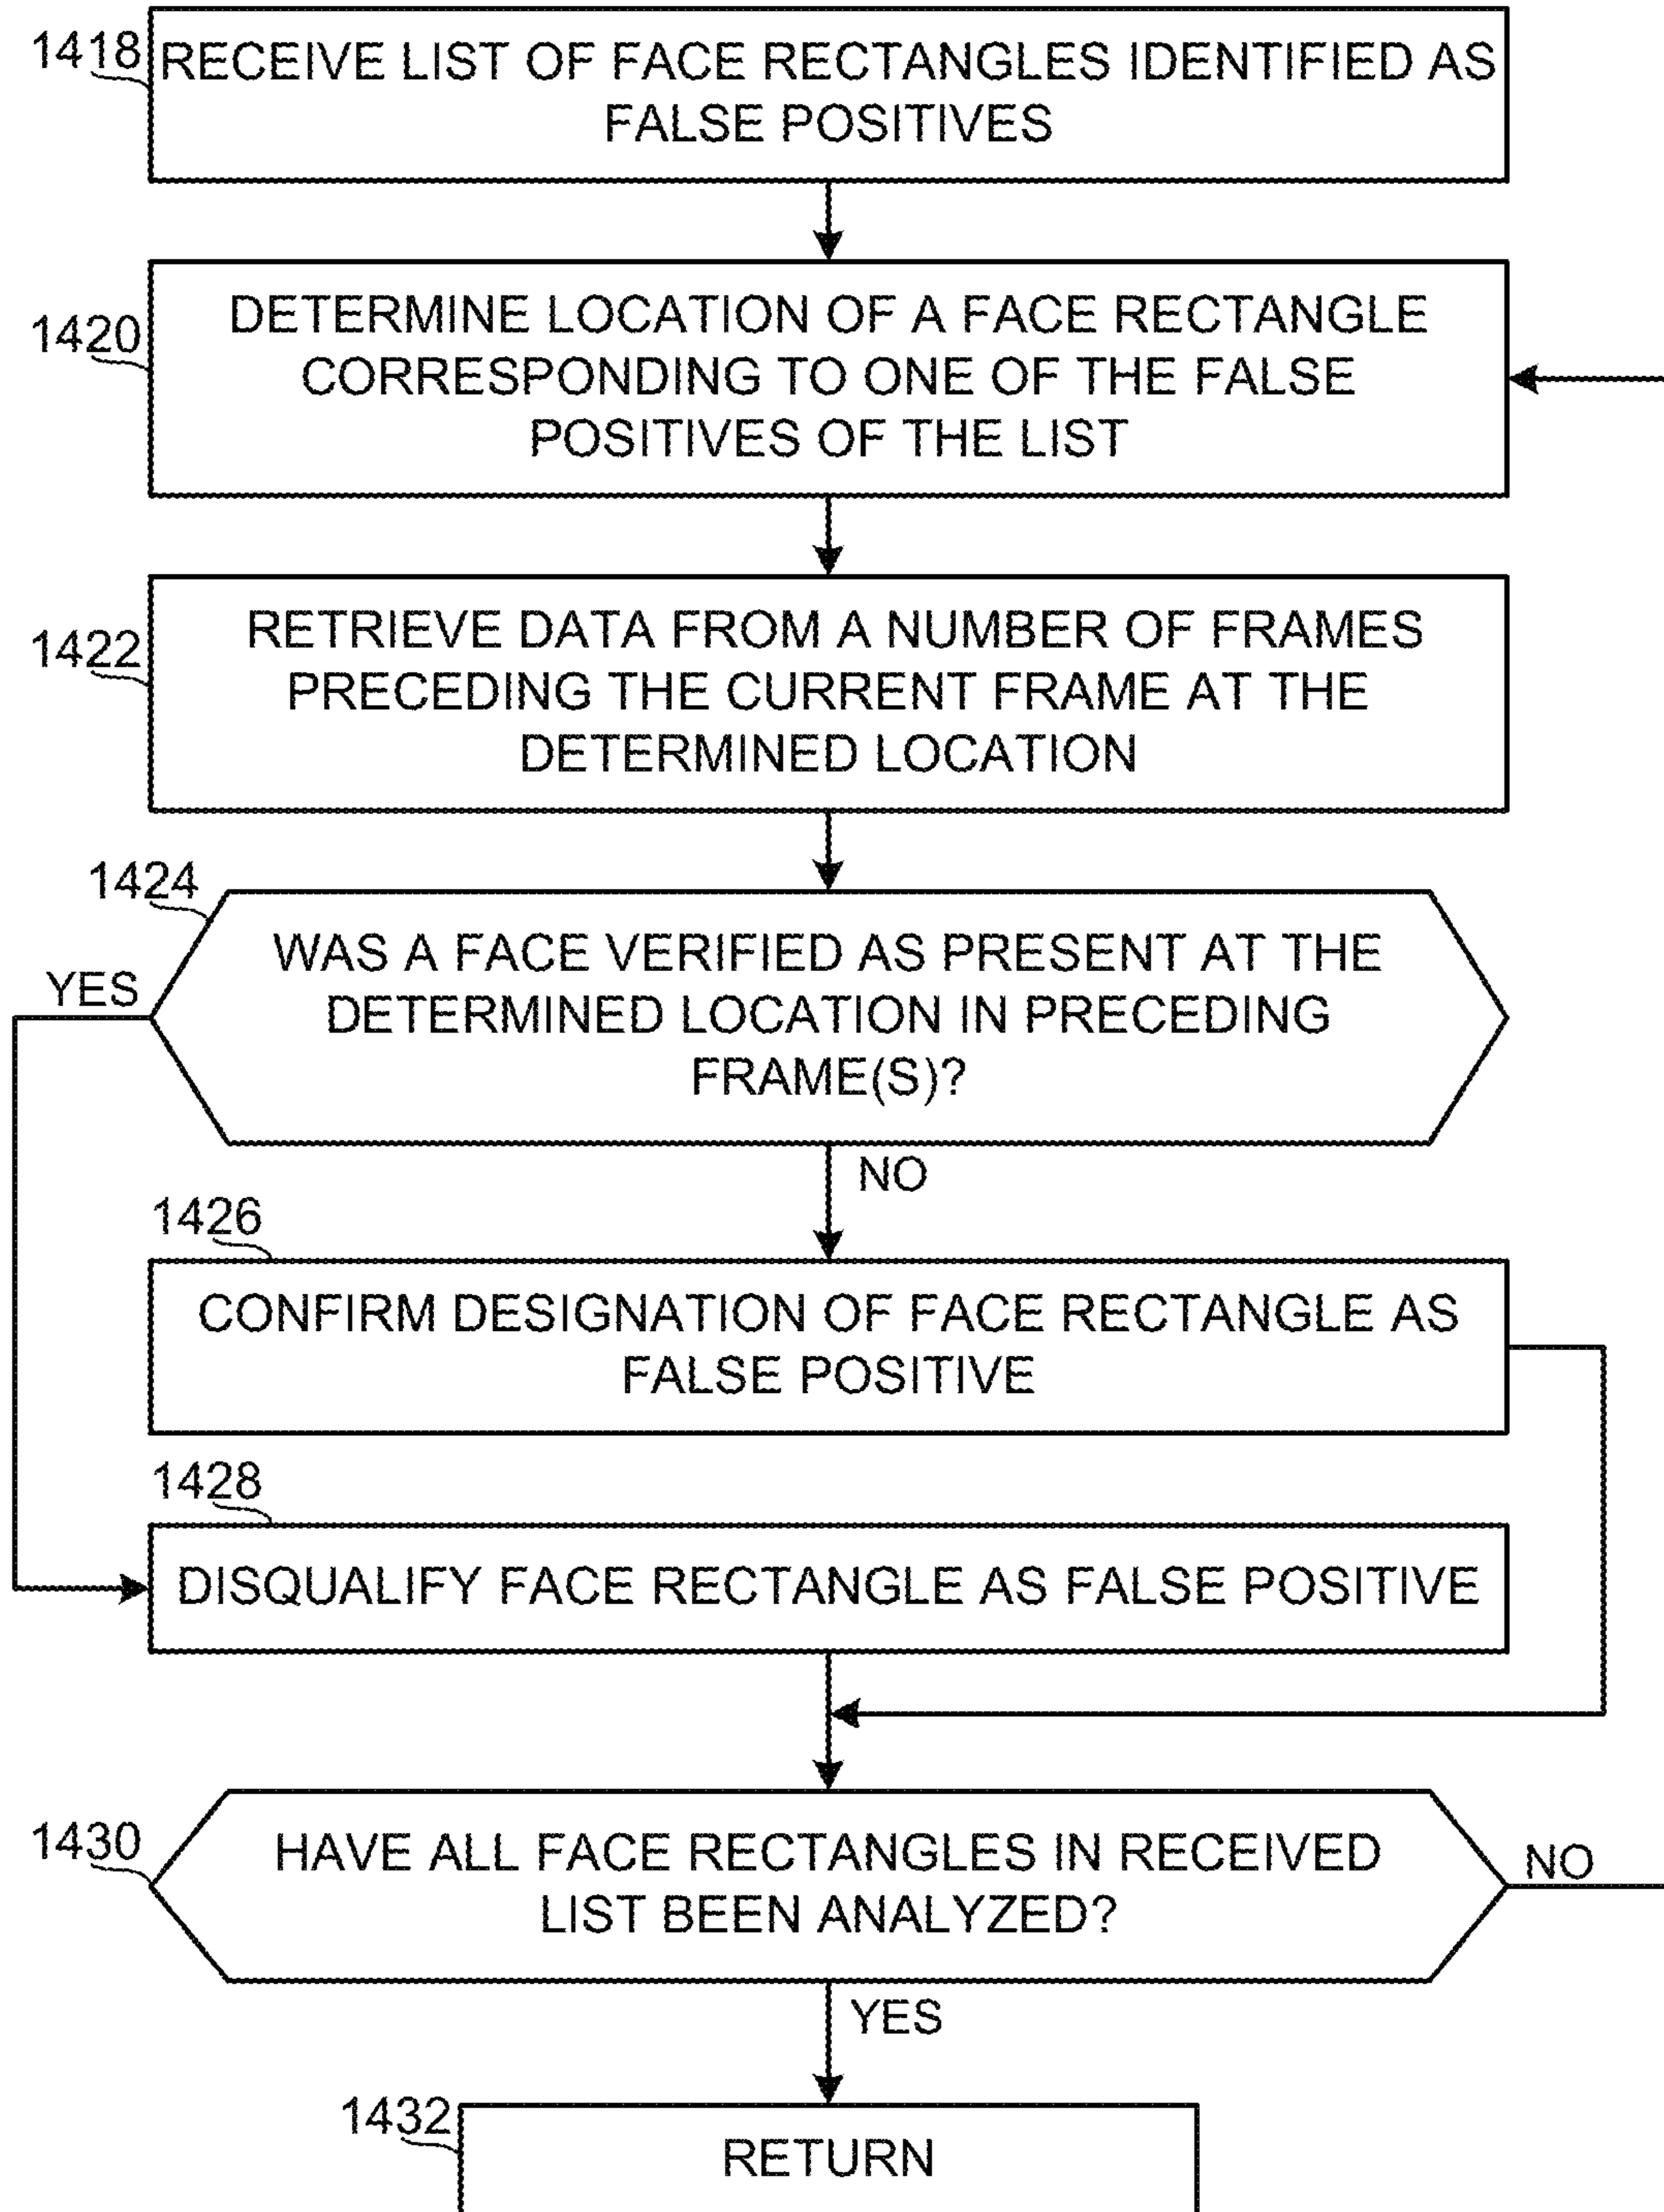 1418
RECEIVE LIST OF FACE RECTANGLES IDENTIFIED AS
FALSE POSITIVES
1420
DETERMINE LOCATION OF A FACE RECTANGLE
CORRESPONDING TO ONE OF THE FALSE
POSITIVES OF THE LIST
1422
RETRIEVE DATA FROM A NUMBER OF FRAMES
PRECEDING THE CURRENT FRAME AT THE
DETERMINED LOCATION
1424
WAS A FACE VERIFIED AS PRESENT AT THE
DETERMINED LOCATION IN PRECEDING
FRAME(S)?
YES
NO
1426
CONFIRM DESIGNATION OF FACE RECTANGLE AS
FALSE POSITIVE
1428
DISQUALIFY FACE RECTANGLE AS FALSE POSITIVE
1430
HAVE ALL FACE RECTANGLES IN RECEIVED
LIST BEEN ANALYZED?
NO
YES
1432
RETURN